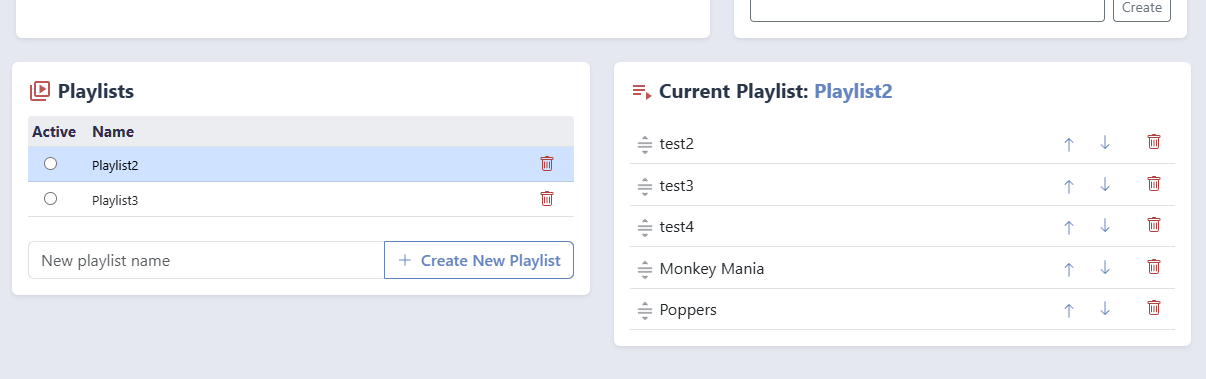 Create
Playlists
Active Name
Playlist2
Playlist3
New playlist name
Create New Playlist
Current Playlist: Playlist2
test2
test3
test4
Monkey Mania
Poppers